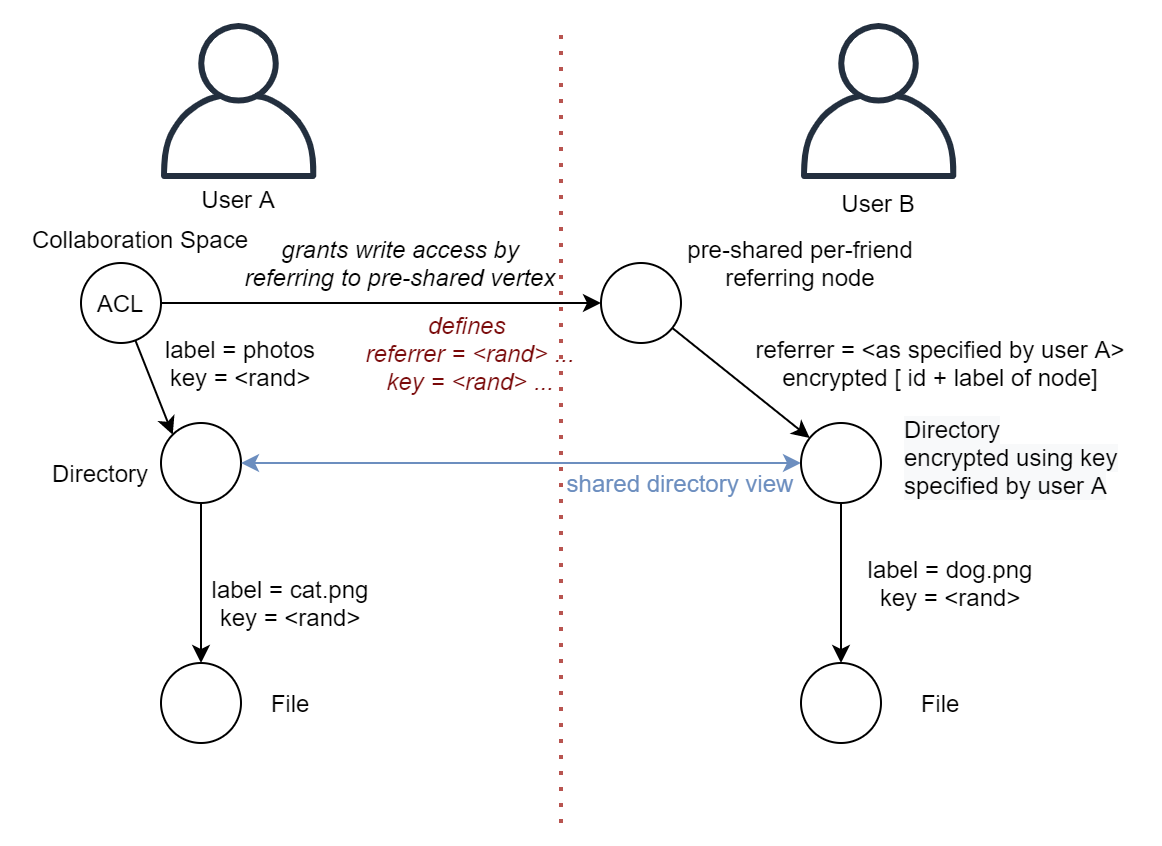 User A
User B
Collaboration Space
ACL
grants write access by
referring to pre-shared vertex
pre-shared per-friend
referring node
defines
referrer = <rand> ...
key = <rand> ...
label = photos
key = <rand>
referrer = <as specified by user A>
encrypted [ id + label of node]
Directory
shared directory view
Directory
encrypted using key
specified by user A
label = cat.png
key = <rand>
label = dog.png
key = <rand>
File
File